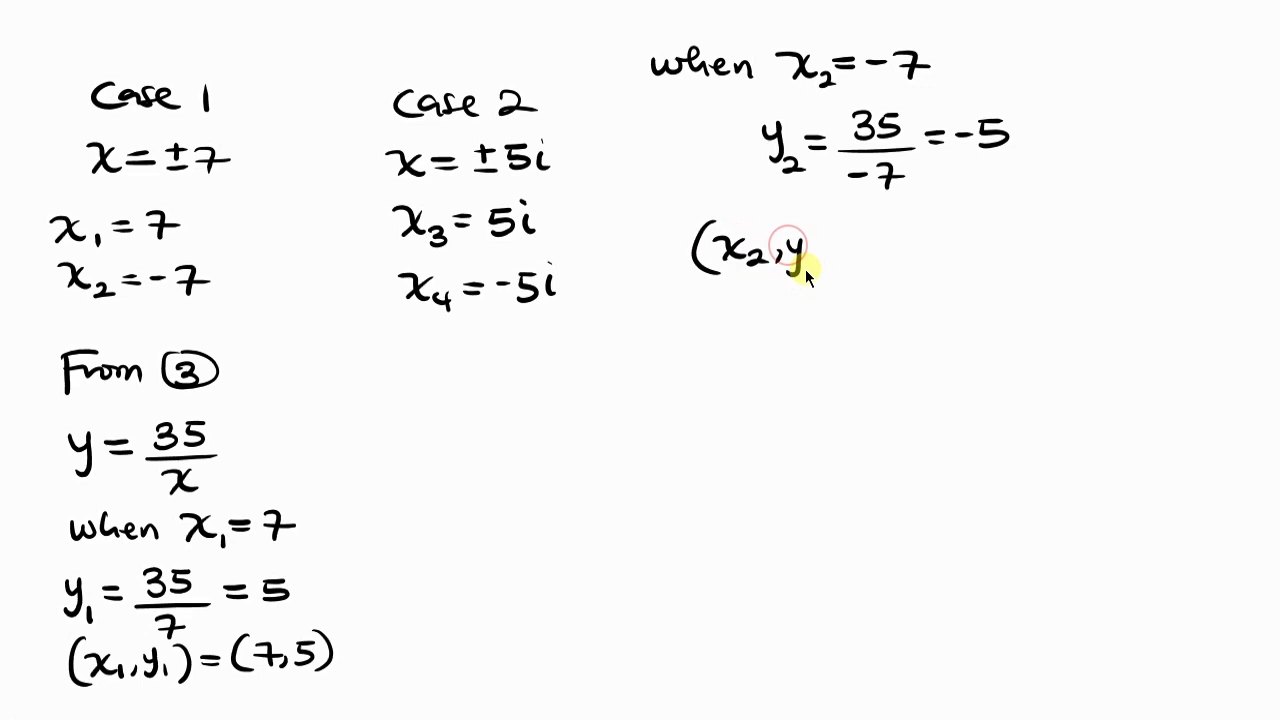 Case 1
x = ±7
x₁ = 7
x₂ = -7
Case 2
x = ±5i
x₃ = 5i
x₄ = -5i
From ③
y = 35/x
when x₁ = 7
y₁ = 35/7 = 5
(x₁, y₁) = (7, 5)
when x₂ = -7
y₂ = 35/-7 = -5
(x₂, y